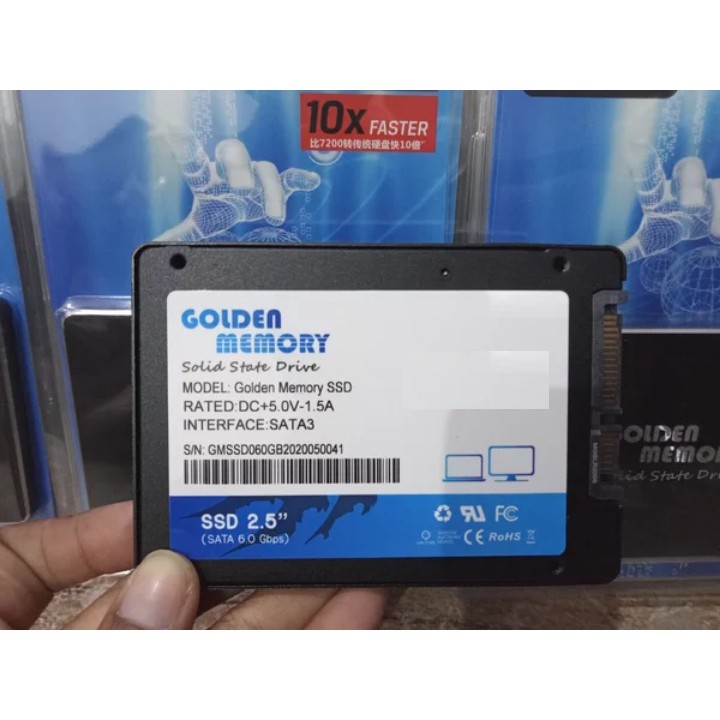 10x FASTER
比7200转传统硬盘快10倍
GOLDEN
MEMORY
Solid State Drive
MODEL: Golden Memory SSD
RATED:DC+5.0V-1.5A
INTERFACE:SATA3
S/N: GMSSD060GB2020050041
SSD 2.5”
(SATA 6.0 Gbps)
FC
CE RoHS
GOLDEN
MEMORY
Solid State Dri